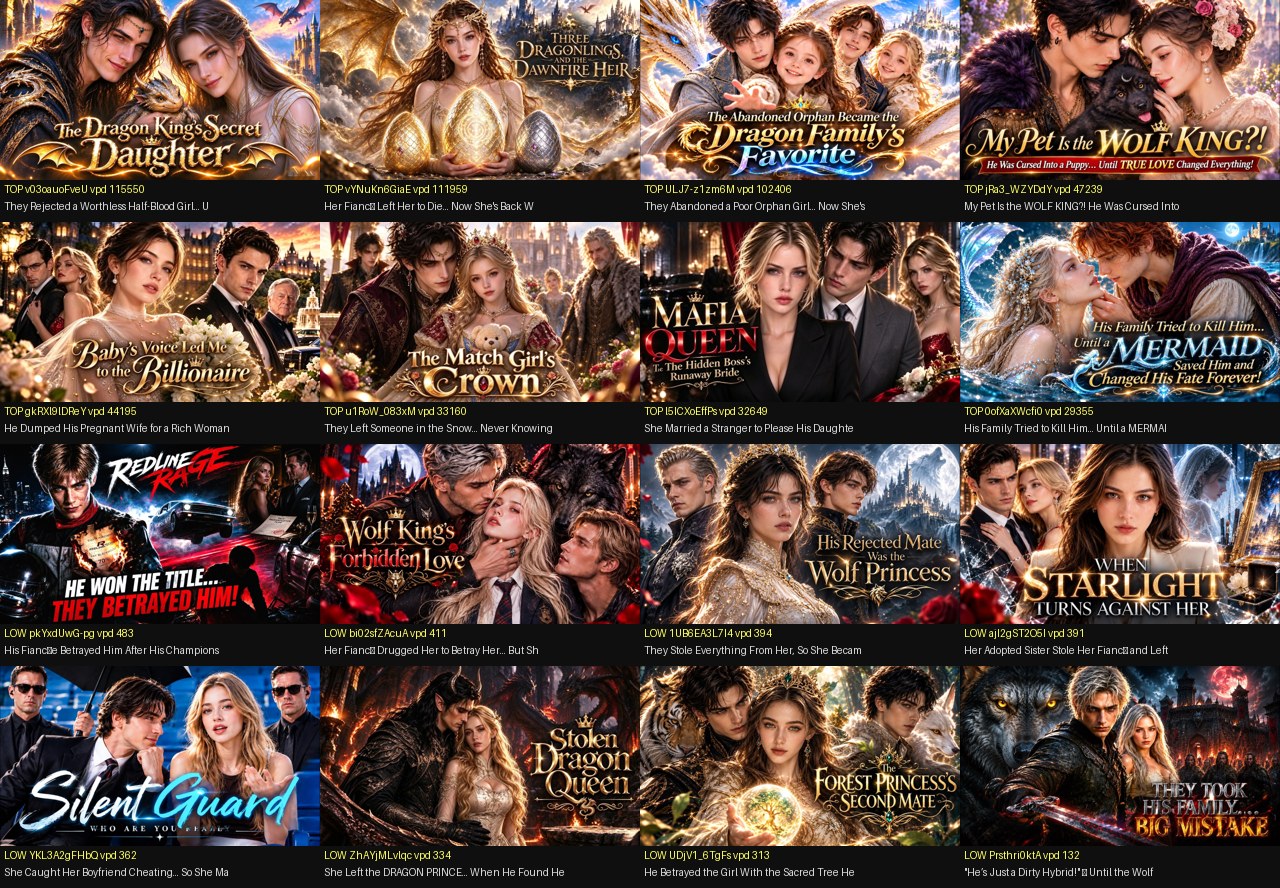 The Dragon King's Secret
Daughter
TOP v03oauoFveU vpd 115550
They Rejected a Worthless Half-Blood Girl... U
THREE
DRAGONLINGS
AND THE
DAWNFIRE HEIR
TOP vYNuKn6GiaE vpd 111959
Her Fianc Left Her to Die... Now She's Back W
The Abandoned Orphan Became the
Dragon Family's
Favorite
TOP ULJ7-z1zm6M vpd 102406
They Abandoned a Poor Orphan Girl... Now She's
My Pet Is the WOLF KING?!
He Was Cursed Into a Puppy... Until TRUE LOVE Changed Everything!
TOP jRa3_WZYDdY vpd 47239
My Pet Is the WOLF KING?! He Was Cursed Into
Baby's Voice Led Me
to the Billionaire
TOP gkRXI9IDReY vpd 44195
He Dumped His Pregnant Wife for a Rich Woman
The Match Girl's
Crown
TOP u1RoW_083xM vpd 33160
They Left Someone in the Snow... Never Knowing
MAFIA
QUEEN
The Hidden Boss's
Runaway Bride
TOP I5ICXoEffPs vpd 32649
She Married a Stranger to Please His Daughte
His Family Tried to Kill Him...
Until a MERMAID
Saved Him and
Changed His Fate Forever!
TOP 0ofXaXWcfi0 vpd 29355
His Family Tried to Kill Him... Until a MERMAI
REDLINE
RAGE
HE WON THE TITLE...
THEY BETRAYED HIM!
LOW pkYxdUwG-pg vpd 483
His Fianc e Betrayed Him After His Champions
Wolf King's
Forbidden Love
LOW bi02sfZAcuA vpd 411
Her Fianc Drugged Her to Betray Her... But Sh
His Rejected Mate
Was the
Wolf Princess
LOW 1UB6EA3L7I4 vpd 394
They Stole Everything From Her, So She Becam
WHEN
STARLIGHT
TURNS AGAINST HER
LOW ajI2gST2O5I vpd 391
Her Adopted Sister Stole Her Fianc and Left
Silent Guard
WHO ARE YOU REALLY
LOW YKL3A2gFHbQ vpd 362
She Caught Her Boyfriend Cheating... So She Ma
Stolen
Dragon
Queen
LOW ZhAYjMLvlqc vpd 334
She Left the DRAGON PRINCE... When He Found He
The
FOREST PRINCESS'S
SECOND MATE
LOW UDjV1_6TgFs vpd 313
He Betrayed the Girl With the Sacred Tree He
THEY TOOK
HIS FAMILY....
BIG MISTAKE
LOW Prsthri0ktA vpd 132
"He's Just a Dirty Hybrid!" Until the Wolf